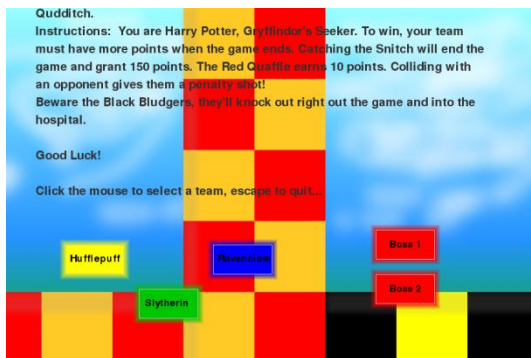 Qudditch.
Instructions: You are Harry Potter, Gryffindor's Seeker. To win, your team
must have more points when the game ends. Catching the Snitch will end the
game and grant 150 points. The Red Quaffle earns 10 points. Colliding with
an opponent gives them a penalty shot!
Beware the Black Bludgers, they'll knock out right out the game and into the
hospital.
Good Luck!
Click the mouse to select a team, escape to quit...
Boss 1
Hufflepuff
Ravenclaw
Boss 2
Slytherin